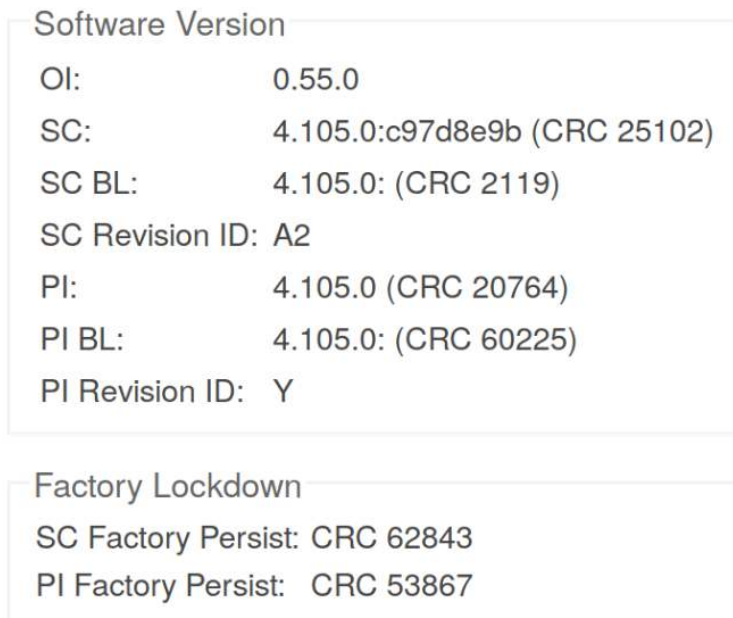 Software Version
OI: 0.55.0
SC: 4.105.0:c97d8e9b (CRC 25102)
SC BL: 4.105.0: (CRC 2119)
SC Revision ID: A2
PI: 4.105.0 (CRC 20764)
PI BL: 4.105.0: (CRC 60225)
PI Revision ID: Y
Factory Lockdown
SC Factory Persist: CRC 62843
PI Factory Persist: CRC 53867